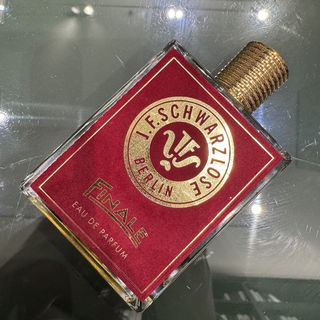 J.F. SCHWARZLOSE
BERLIN
FINALE
EAU DE PARFUM